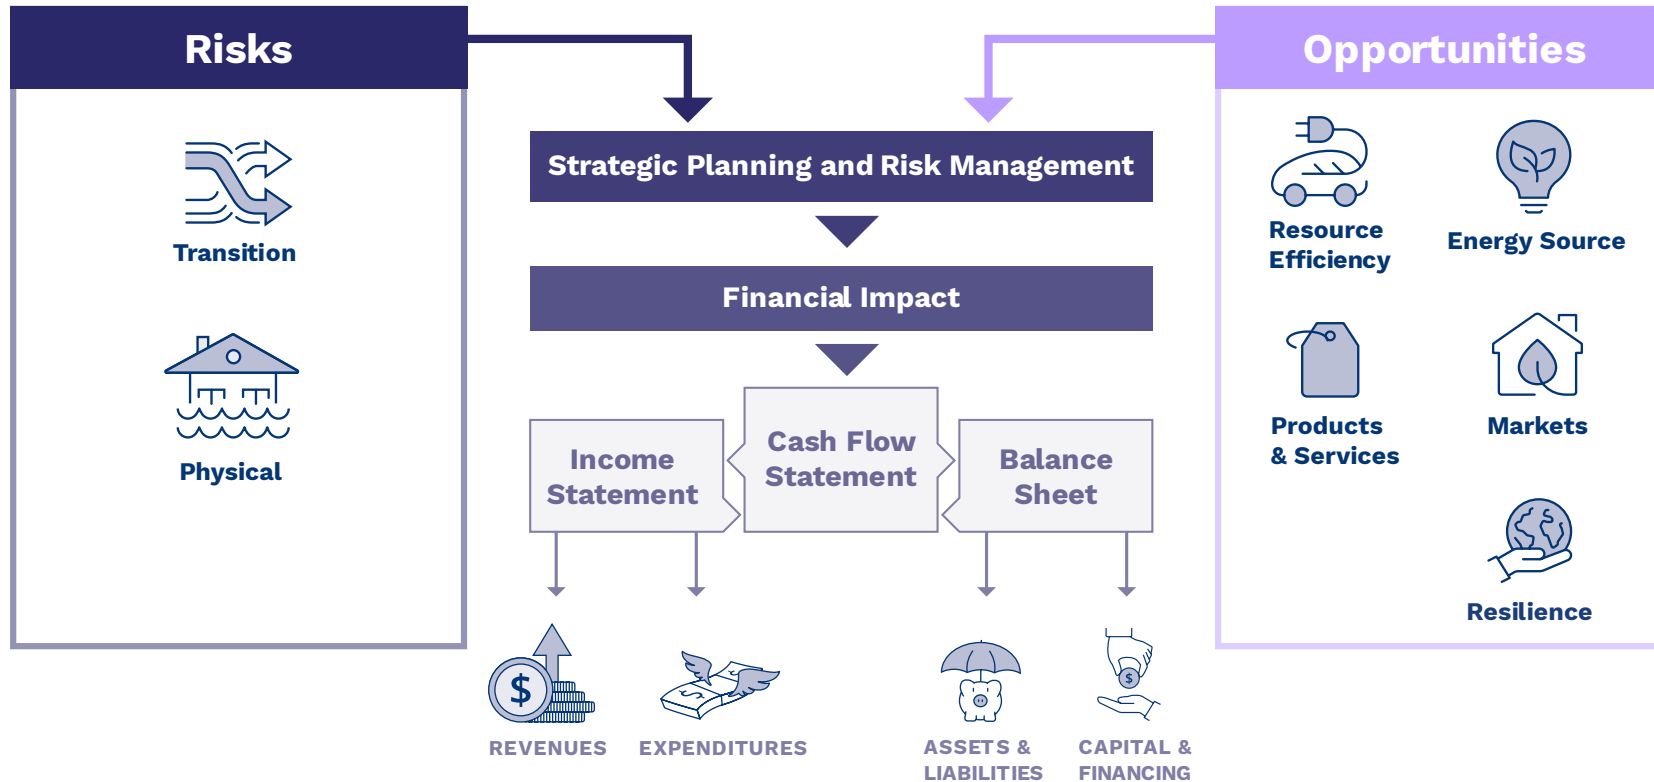 Risks
Transition
Physical
Strategic Planning and Risk Management
Financial Impact
Income
Statement
Cash Flow
Statement
Balance
Sheet
$
$
REVENUES
EXPENDITURES
ASSETS &
LIABILITIES
$
CAPITAL &
FINANCING
Opportunities
Resource
Efficiency
Energy Source
Products
& Services
Markets
Resilience